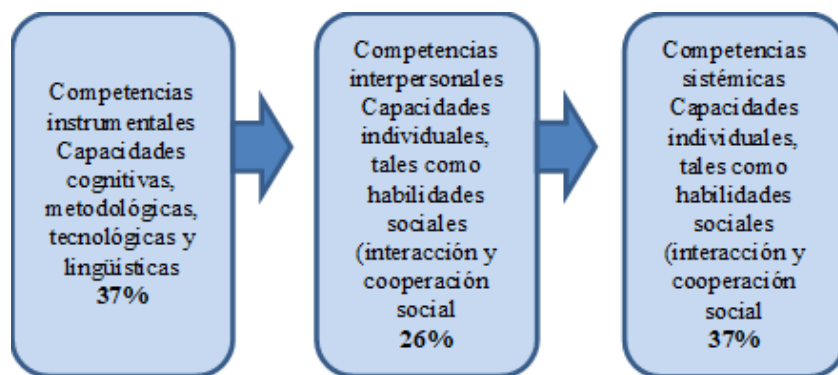 Competencias
instrumentales
Capacidades
cognitivas,
metodológicas,
tecnológicas y
lingüísticas
37%
Competencias
interpersonales
Capacidades
individuales,
tales como
habilidades
sociales
(interacción y
cooperación
social
26%
Competencias
sistémicas
Capacidades
individuales,
tales como
habilidades
sociales
(interacción y
cooperación
social
37%